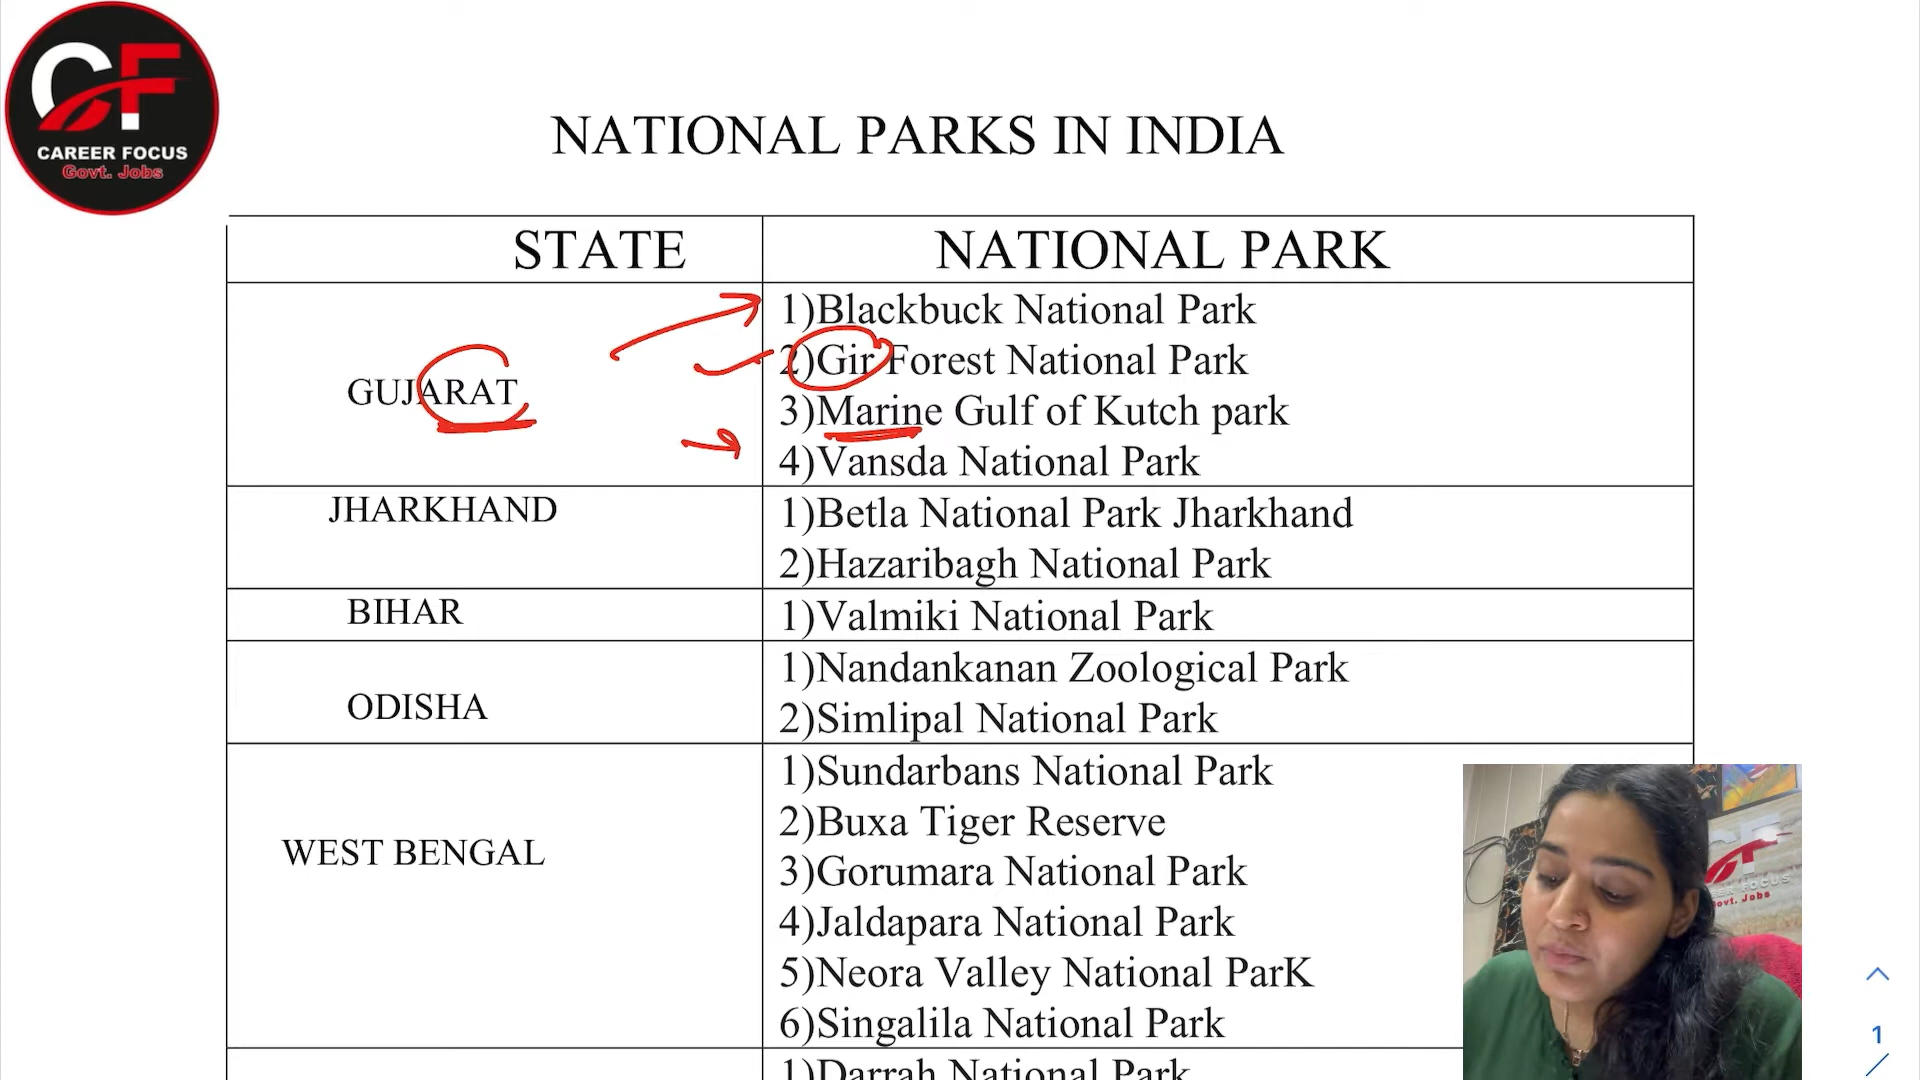 CF
CAREER FOCUS
Govt. Jobs
NATIONAL PARKS IN INDIA
STATE
NATIONAL PARK
GUJARAT
1)Blackbuck National Park
2)Gir Forest National Park
3)Marine Gulf of Kutch park
4)Vansda National Park
JHARKHAND
1)Betla National Park Jharkhand
2)Hazaribagh National Park
BIHAR
1)Valmiki National Park
ODISHA
1)Nandankanan Zoological Park
2)Simlipal National Park
WEST BENGAL
1)Sundarbans National Park
2)Buxa Tiger Reserve
3)Gorumara National Park
4)Jaldapara National Park
5)Neora Valley National ParK
6)Singalila National Park
1)Darrah National Park
1